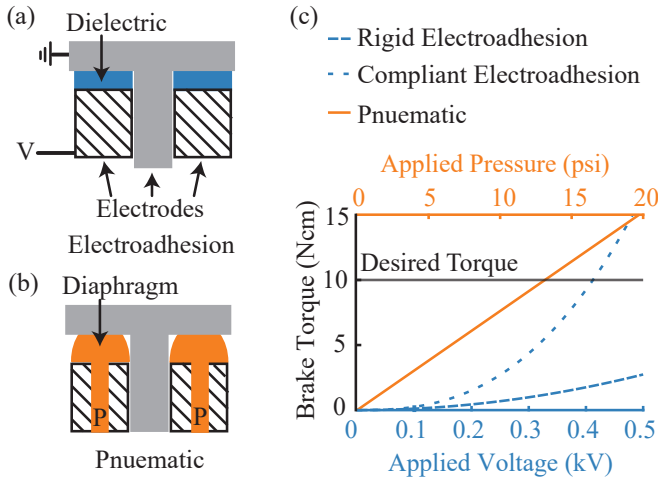 (a)
Dielectric
V
Electrodes
Electroadhesion
(b)
Diaphragm
P P
Pnuematic
(c)
Rigid Electroadhesion
Compliant Electroadhesion
Pnuematic
Applied Pressure (psi)
0 5 10 15 20
Brake Torque (Ncm)
15
10
5
0
Desired Torque
0 0.1 0.2 0.3 0.4 0.5
Applied Voltage (kV)